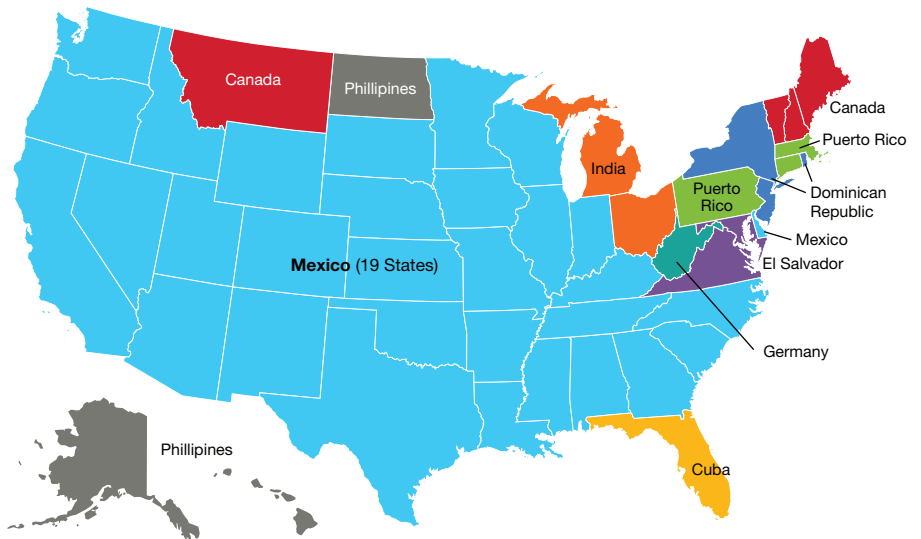 Canada
Phillipines
Canada
Puerto Rico
India
Puerto
Rico
Dominican
Republic
Mexico
El Salvador
Mexico (19 States)
Germany
Phillipines
Cuba